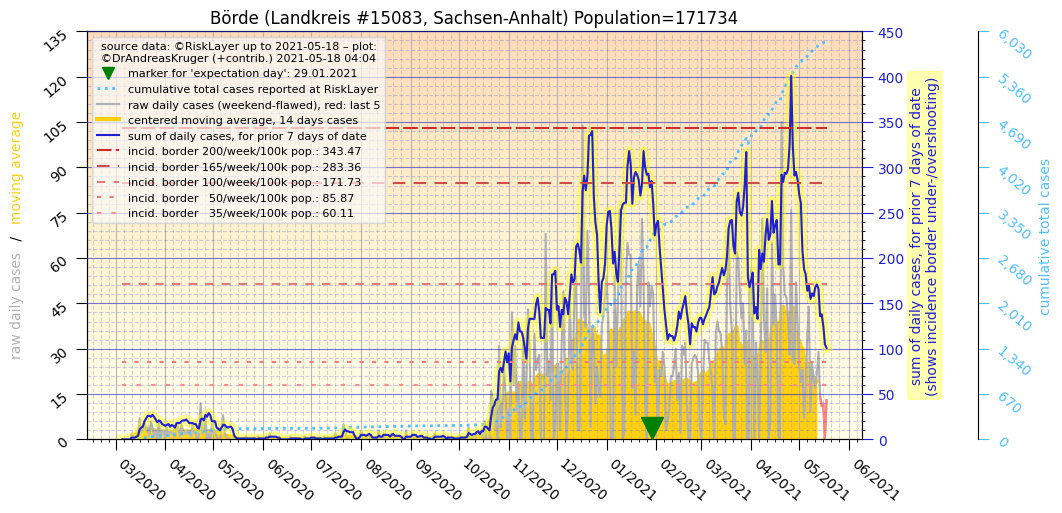 Börde (Landkreis #15083, Sachsen-Anhalt) Population=171734
source data: ©RiskLayer up to 2021-05-18 – plot:
©DrAndreasKruger (+contrib.) 2021-05-18 04:04
marker for 'expectation day': 29.01.2021
cumulative total cases reported at RiskLayer
raw daily cases (weekend-flawed), red: last 5
centered moving average, 14 days cases
sum of daily cases, for prior 7 days of date
incid. border 200/week/100k pop.: 343.47
incid. border 165/week/100k pop.: 283.36
incid. border 100/week/100k pop.: 171.73
incid. border   50/week/100k pop.: 85.87
incid. border   35/week/100k pop.: 60.11
raw daily cases   /   moving average
135
120
105
90
75
60
45
30
15
0
03/2020
04/2020
05/2020
06/2020
07/2020
08/2020
09/2020
10/2020
11/2020
12/2020
01/2021
02/2021
03/2021
04/2021
05/2021
06/2021
450
400
350
300
250
200
150
100
50
0
sum of daily cases, for prior 7 days of date
(shows incidence border under-/overshooting)
6,030
5,360
4,690
4,020
3,350
2,680
2,010
1,340
670
0
cumulative total cases